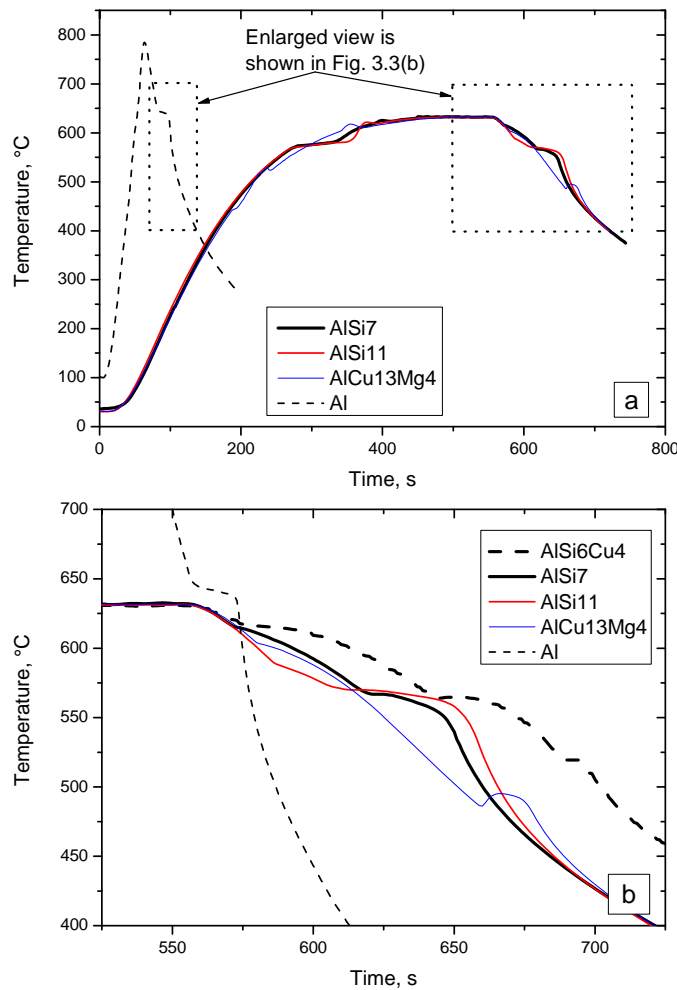 800
700
600
500
400
300
200
100
0
Temperature, °C
Enlarged view is
shown in Fig. 3.3(b)
AlSi7
AlSi11
AlCu13Mg4
Al
a
0 200 400 600 800
Time, s
700
650
600
550
500
450
400
Temperature, °C
AlSi6Cu4
AlSi7
AlSi11
AlCu13Mg4
Al
b
550 600 650 700
Time, s